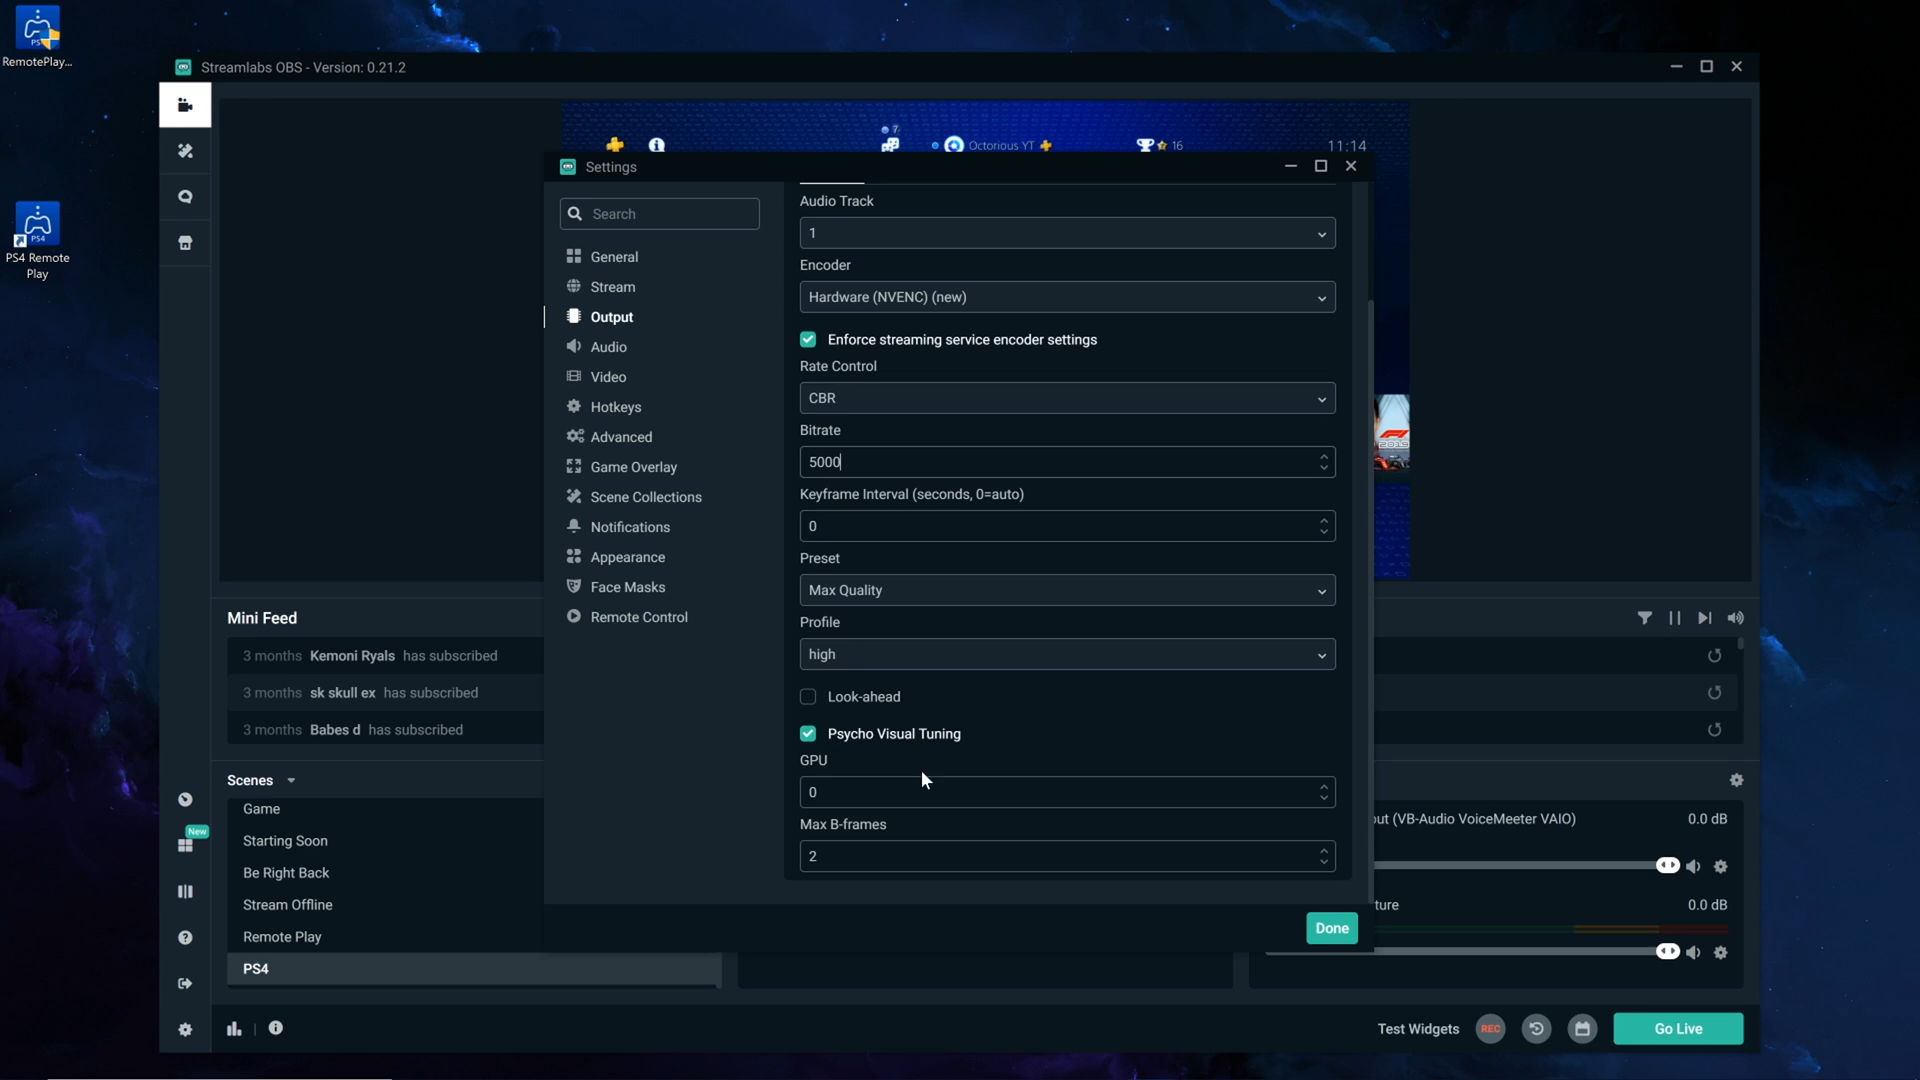 RemotePlay...
PS4 Remote
Play
Streamlabs OBS - Version: 0.21.2
7
Octorious YT
16
11:14
Settings
Search
General
Stream
Output
Audio
Video
Hotkeys
Advanced
Game Overlay
Scene Collections
Notifications
Appearance
Face Masks
Remote Control
Audio Track
1
Encoder
Hardware (NVENC) (new)
Enforce streaming service encoder settings
Rate Control
CBR
Bitrate
5000
Keyframe Interval (seconds, 0=auto)
0
Preset
Max Quality
Profile
high
Look-ahead
Psycho Visual Tuning
GPU
0
Max B-frames
2
Done
Mini Feed
3 months Kemoni Ryals has subscribed
3 months sk skull ex has subscribed
3 months Babes d has subscribed
Scenes
Game
Starting Soon
Be Right Back
Stream Offline
Remote Play
PS4
New
ut (VB-Audio VoiceMeeter VAIO) 0.0 dB
ture 0.0 dB
Test Widgets
REC
Go Live